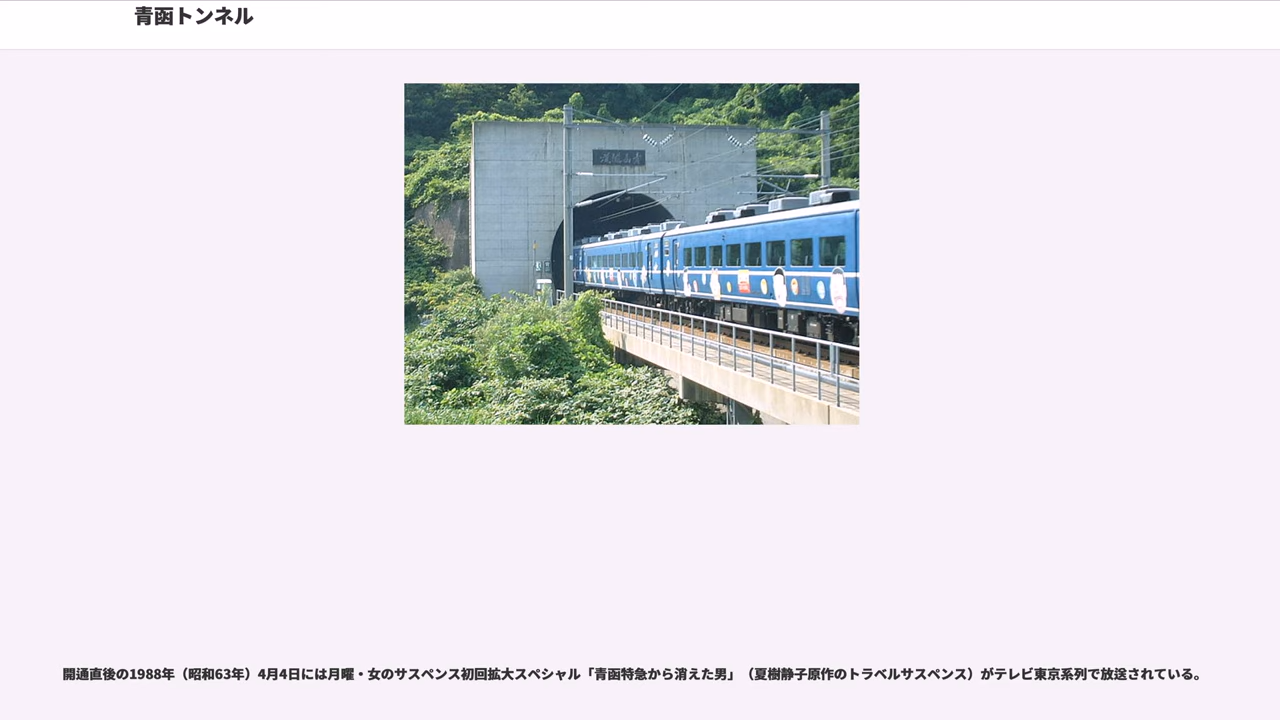 青函トンネル
開通直後の1988年（昭和63年）4月4日には月曜・女のサスペンス初回拡大スペシャル「青函特急から消えた男」（夏樹静子原作のトラベルサスペンス）がテレビ東京系列で放送されている。